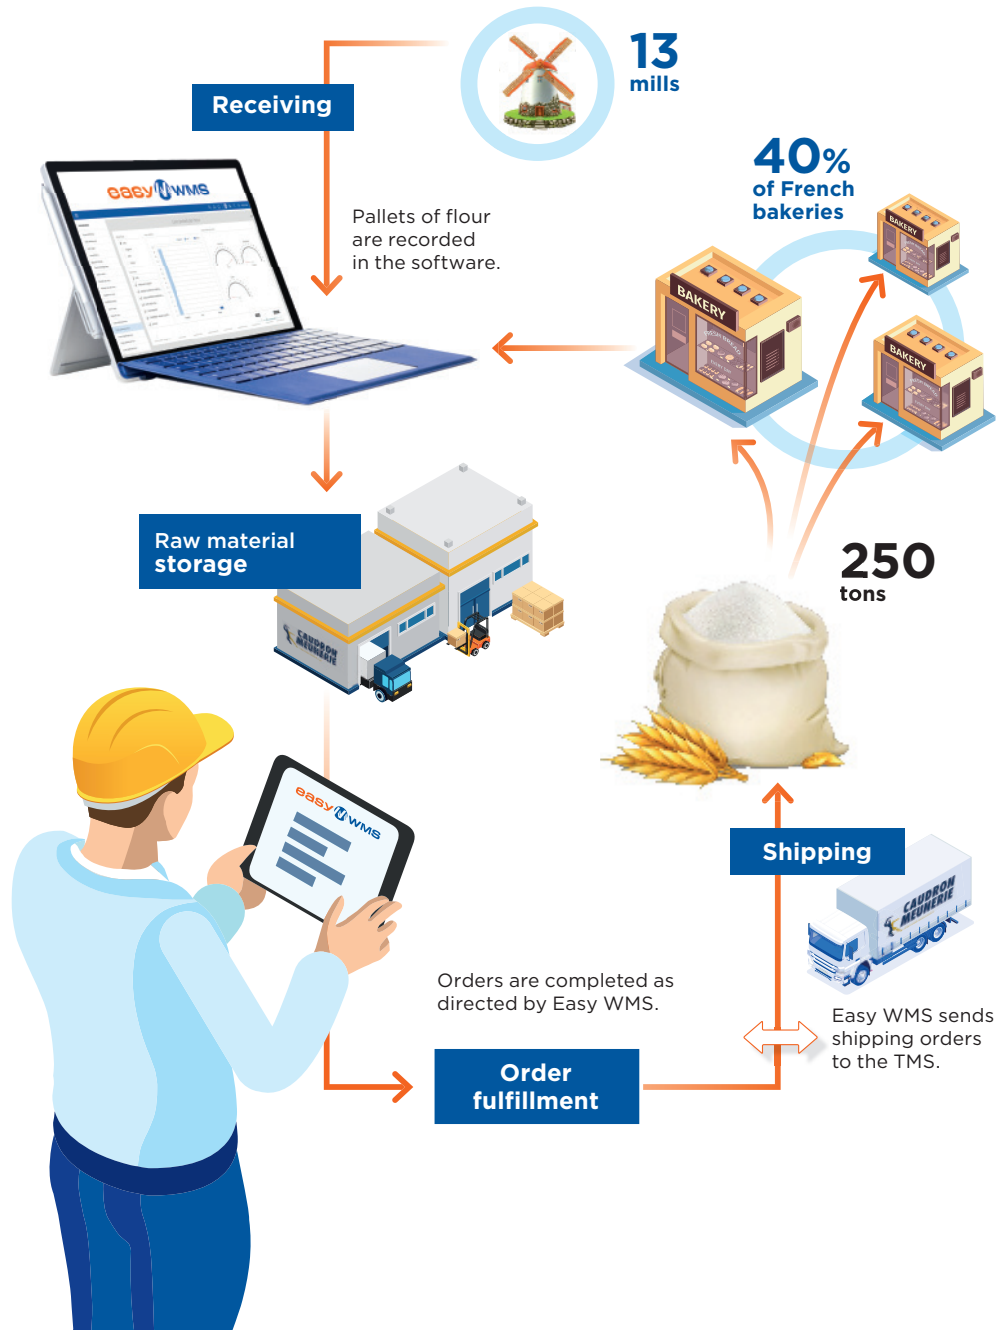 13
mills
Receiving
40%
of French
bakeries
easy WMS
Pallets of flour
are recorded
in the software.
BAKERY
BAKERY
BAKERY
FRESH BREAD
Raw material
storage
250
tons
CAUDRON
MEUNERIE
easy WMS
Shipping
CAUDRON
MEUNERIE
Orders are completed as
directed by Easy WMS.
Easy WMS sends
shipping orders
to the TMS.
Order
fulfillment